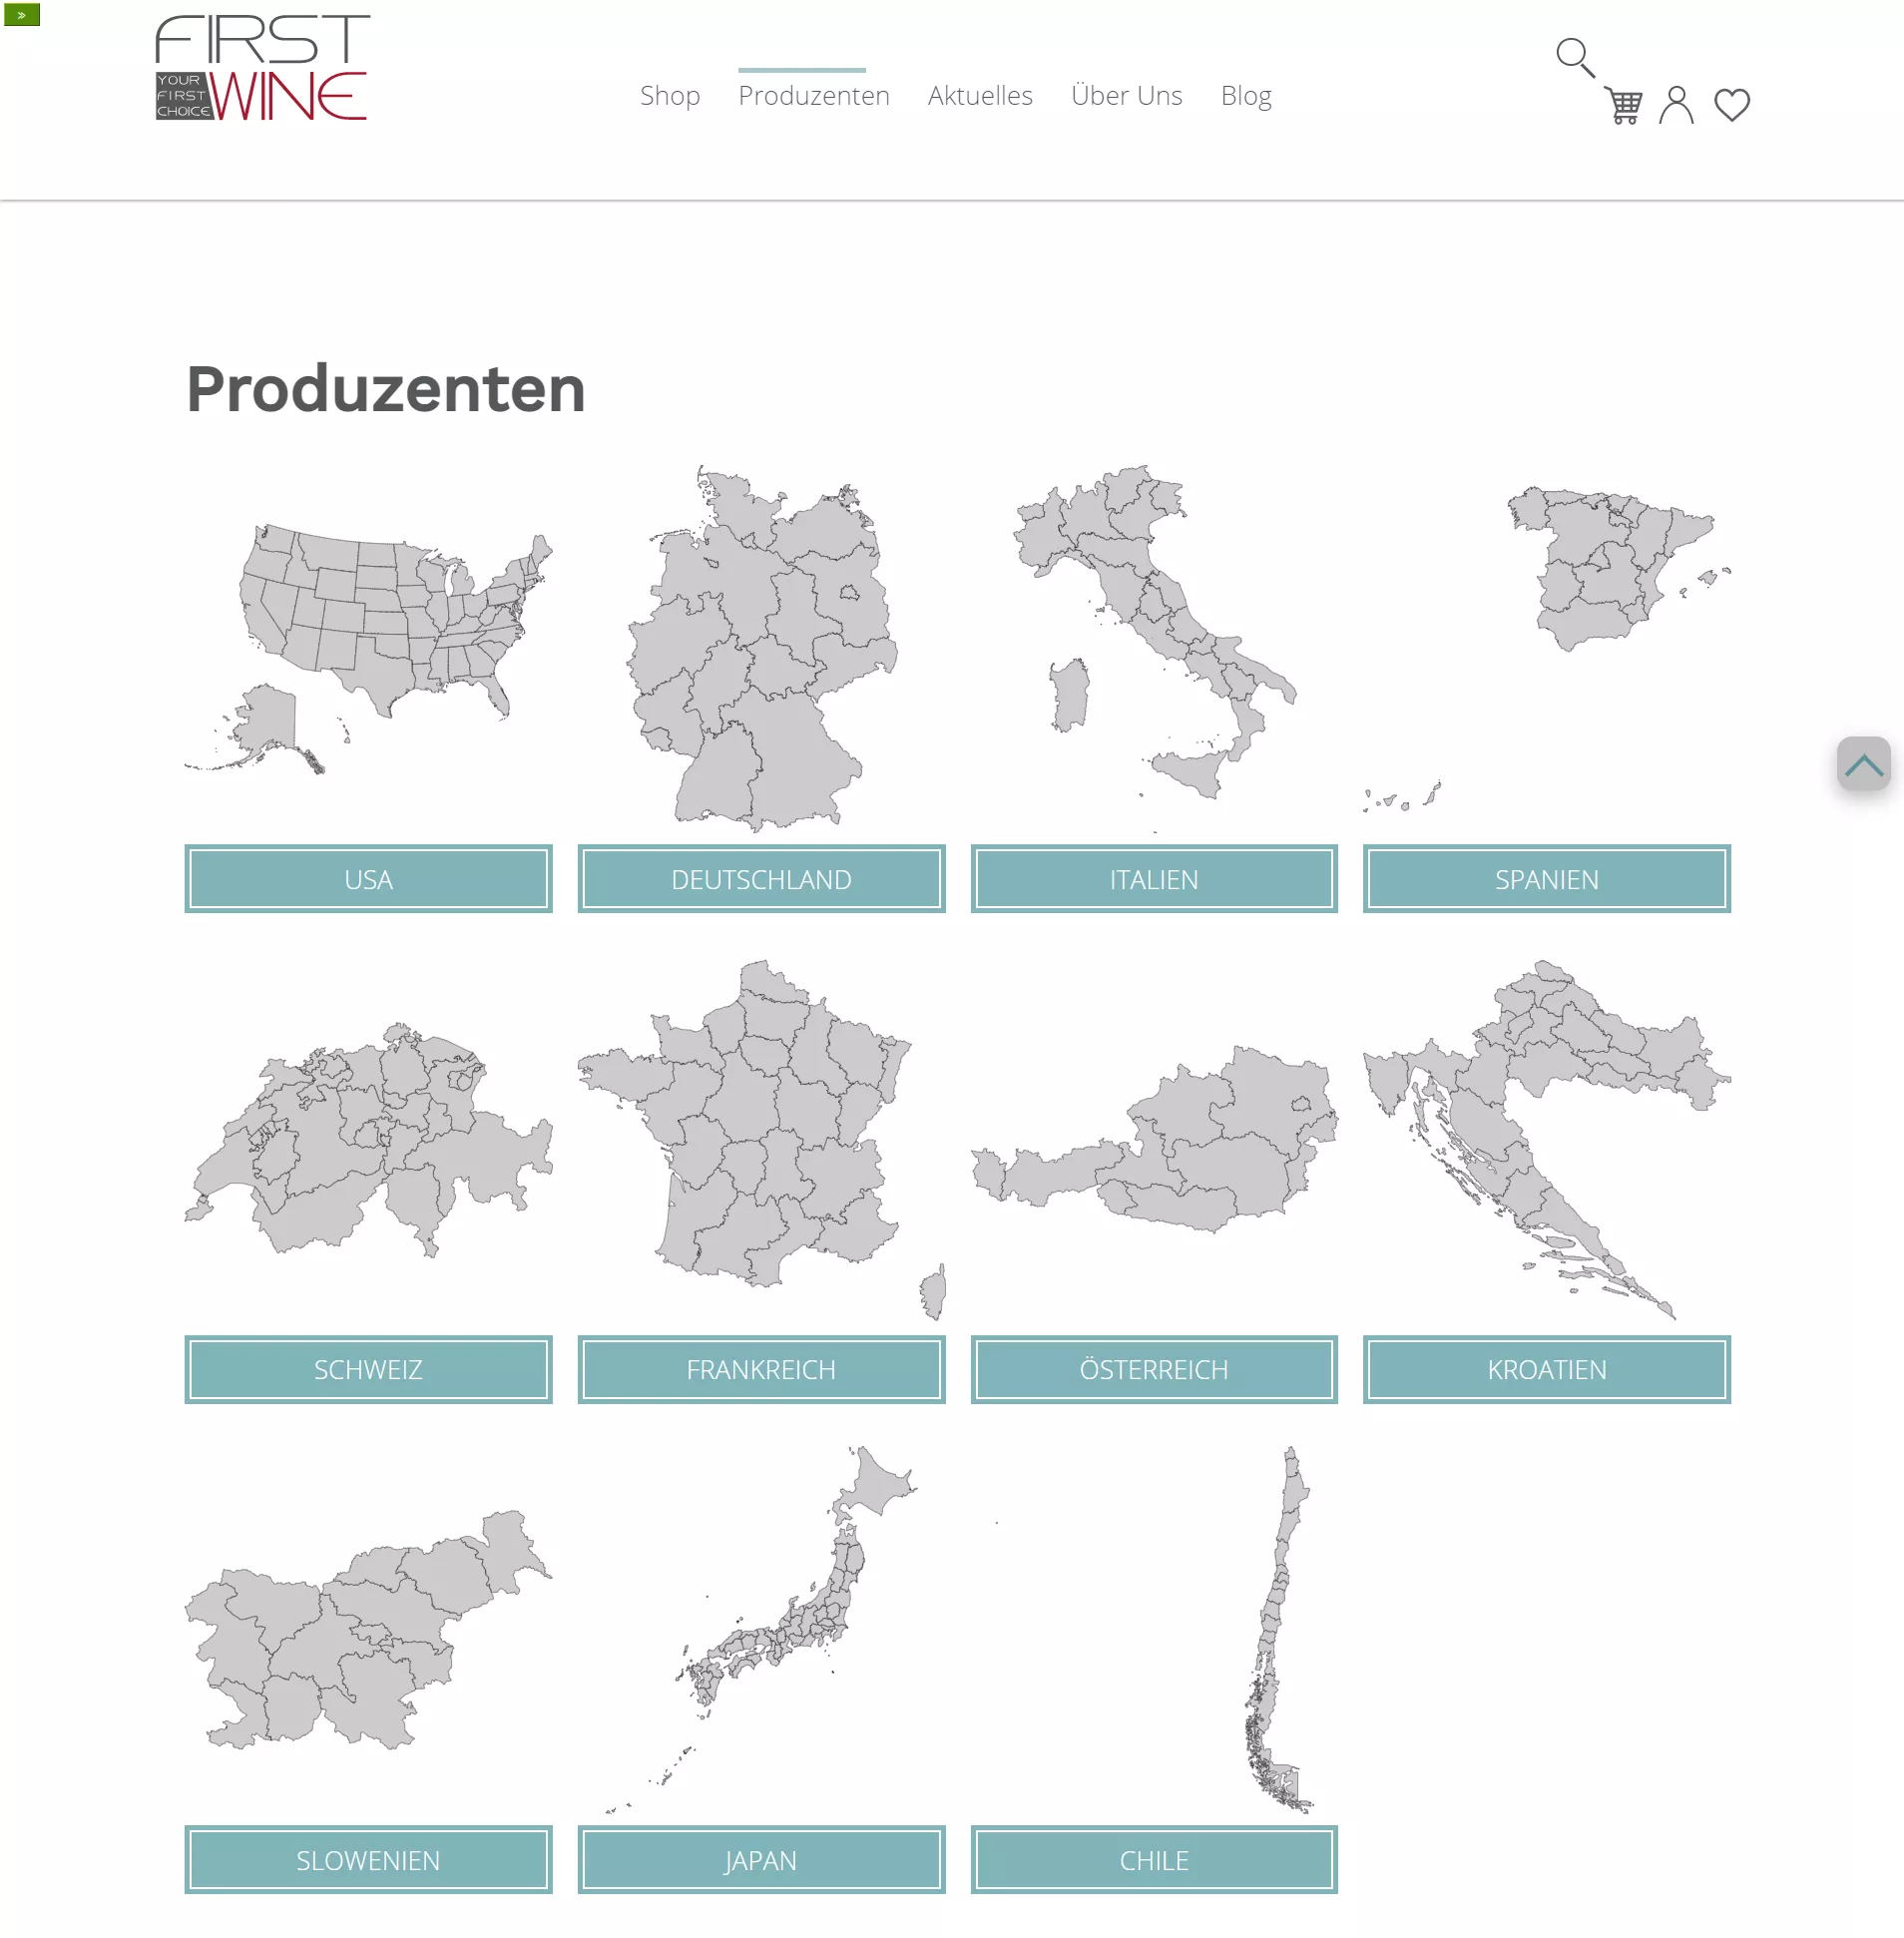 »
FIRST
YOUR
FIRST
CHOICE
WINE
Shop Produzenten Aktuelles Über Uns Blog
Produzenten
USA DEUTSCHLAND ITALIEN SPANIEN
SCHWEIZ FRANKREICH ÖSTERREICH KROATIEN
SLOWENIEN JAPAN CHILE